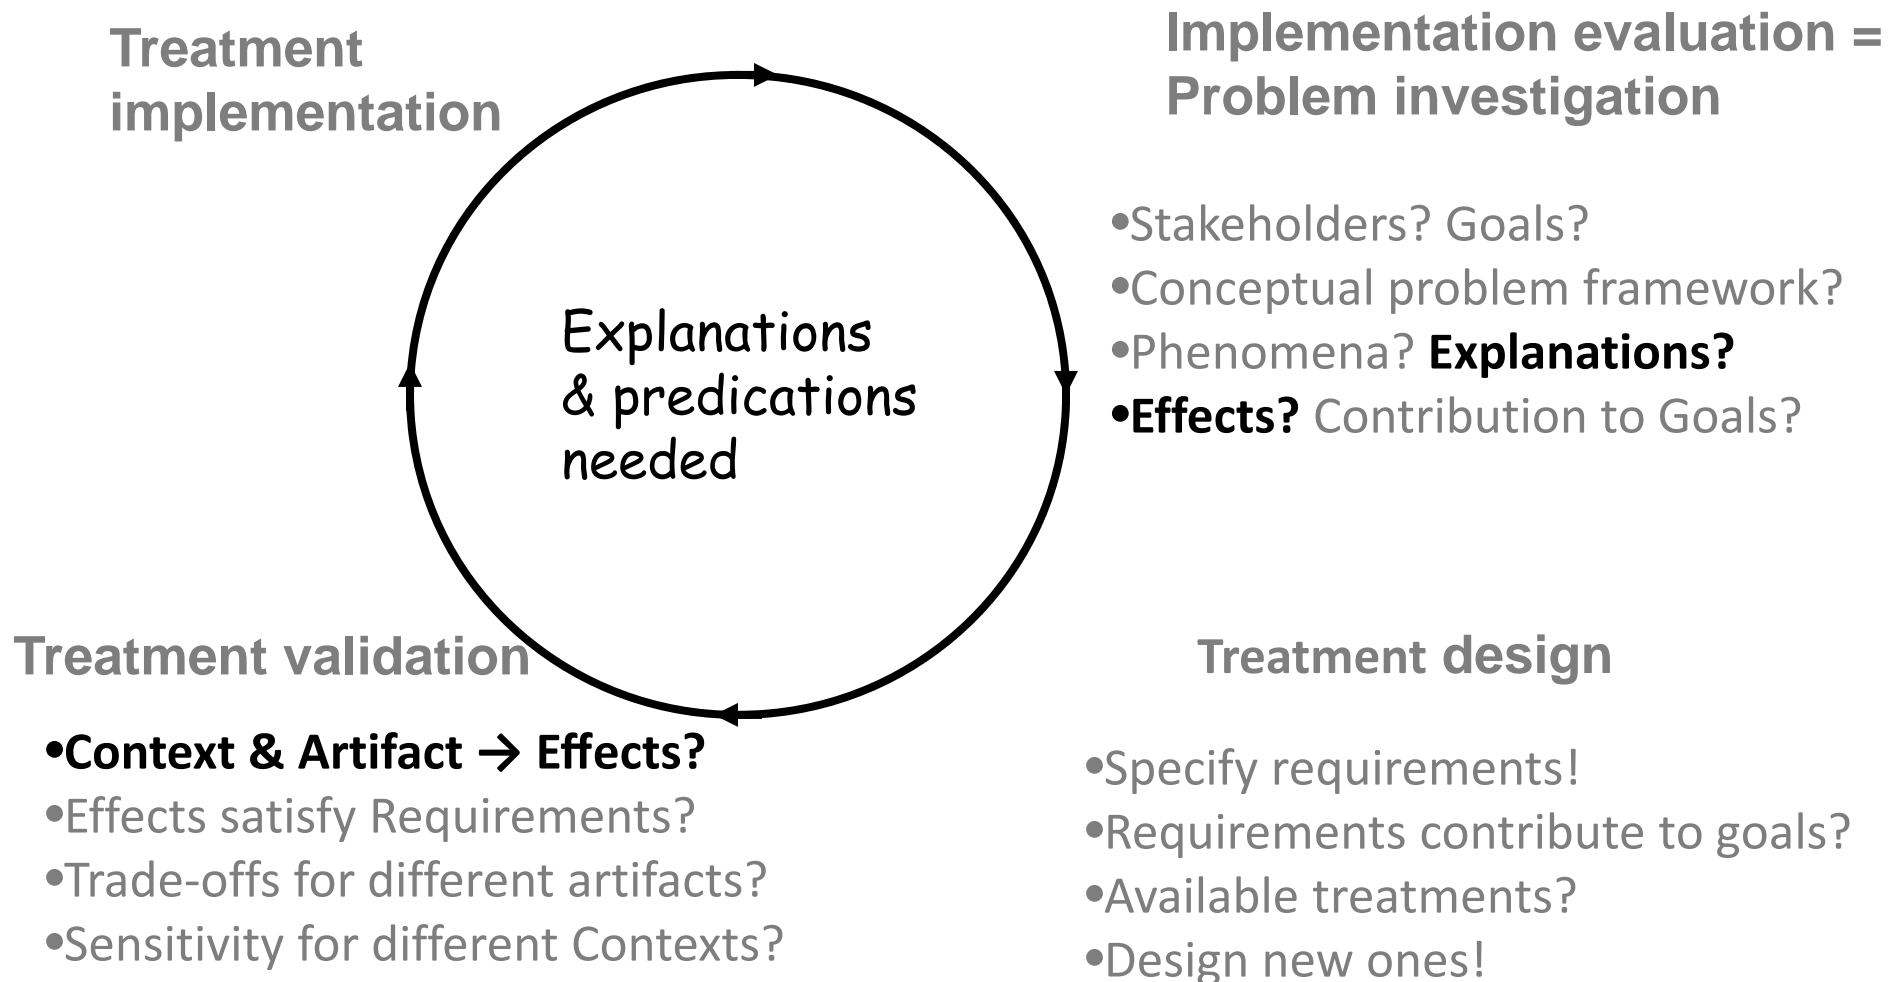 Treatment
implementation
Implementation evaluation =
Problem investigation
•Stakeholders? Goals?
•Conceptual problem framework?
•Phenomena? Explanations?
•Effects? Contribution to Goals?
Explanations
& predications
needed
Treatment validation
•Context & Artifact → Effects?
•Effects satisfy Requirements?
•Trade-offs for different artifacts?
•Sensitivity for different Contexts?
Treatment design
•Specify requirements!
•Requirements contribute to goals?
•Available treatments?
•Design new ones!